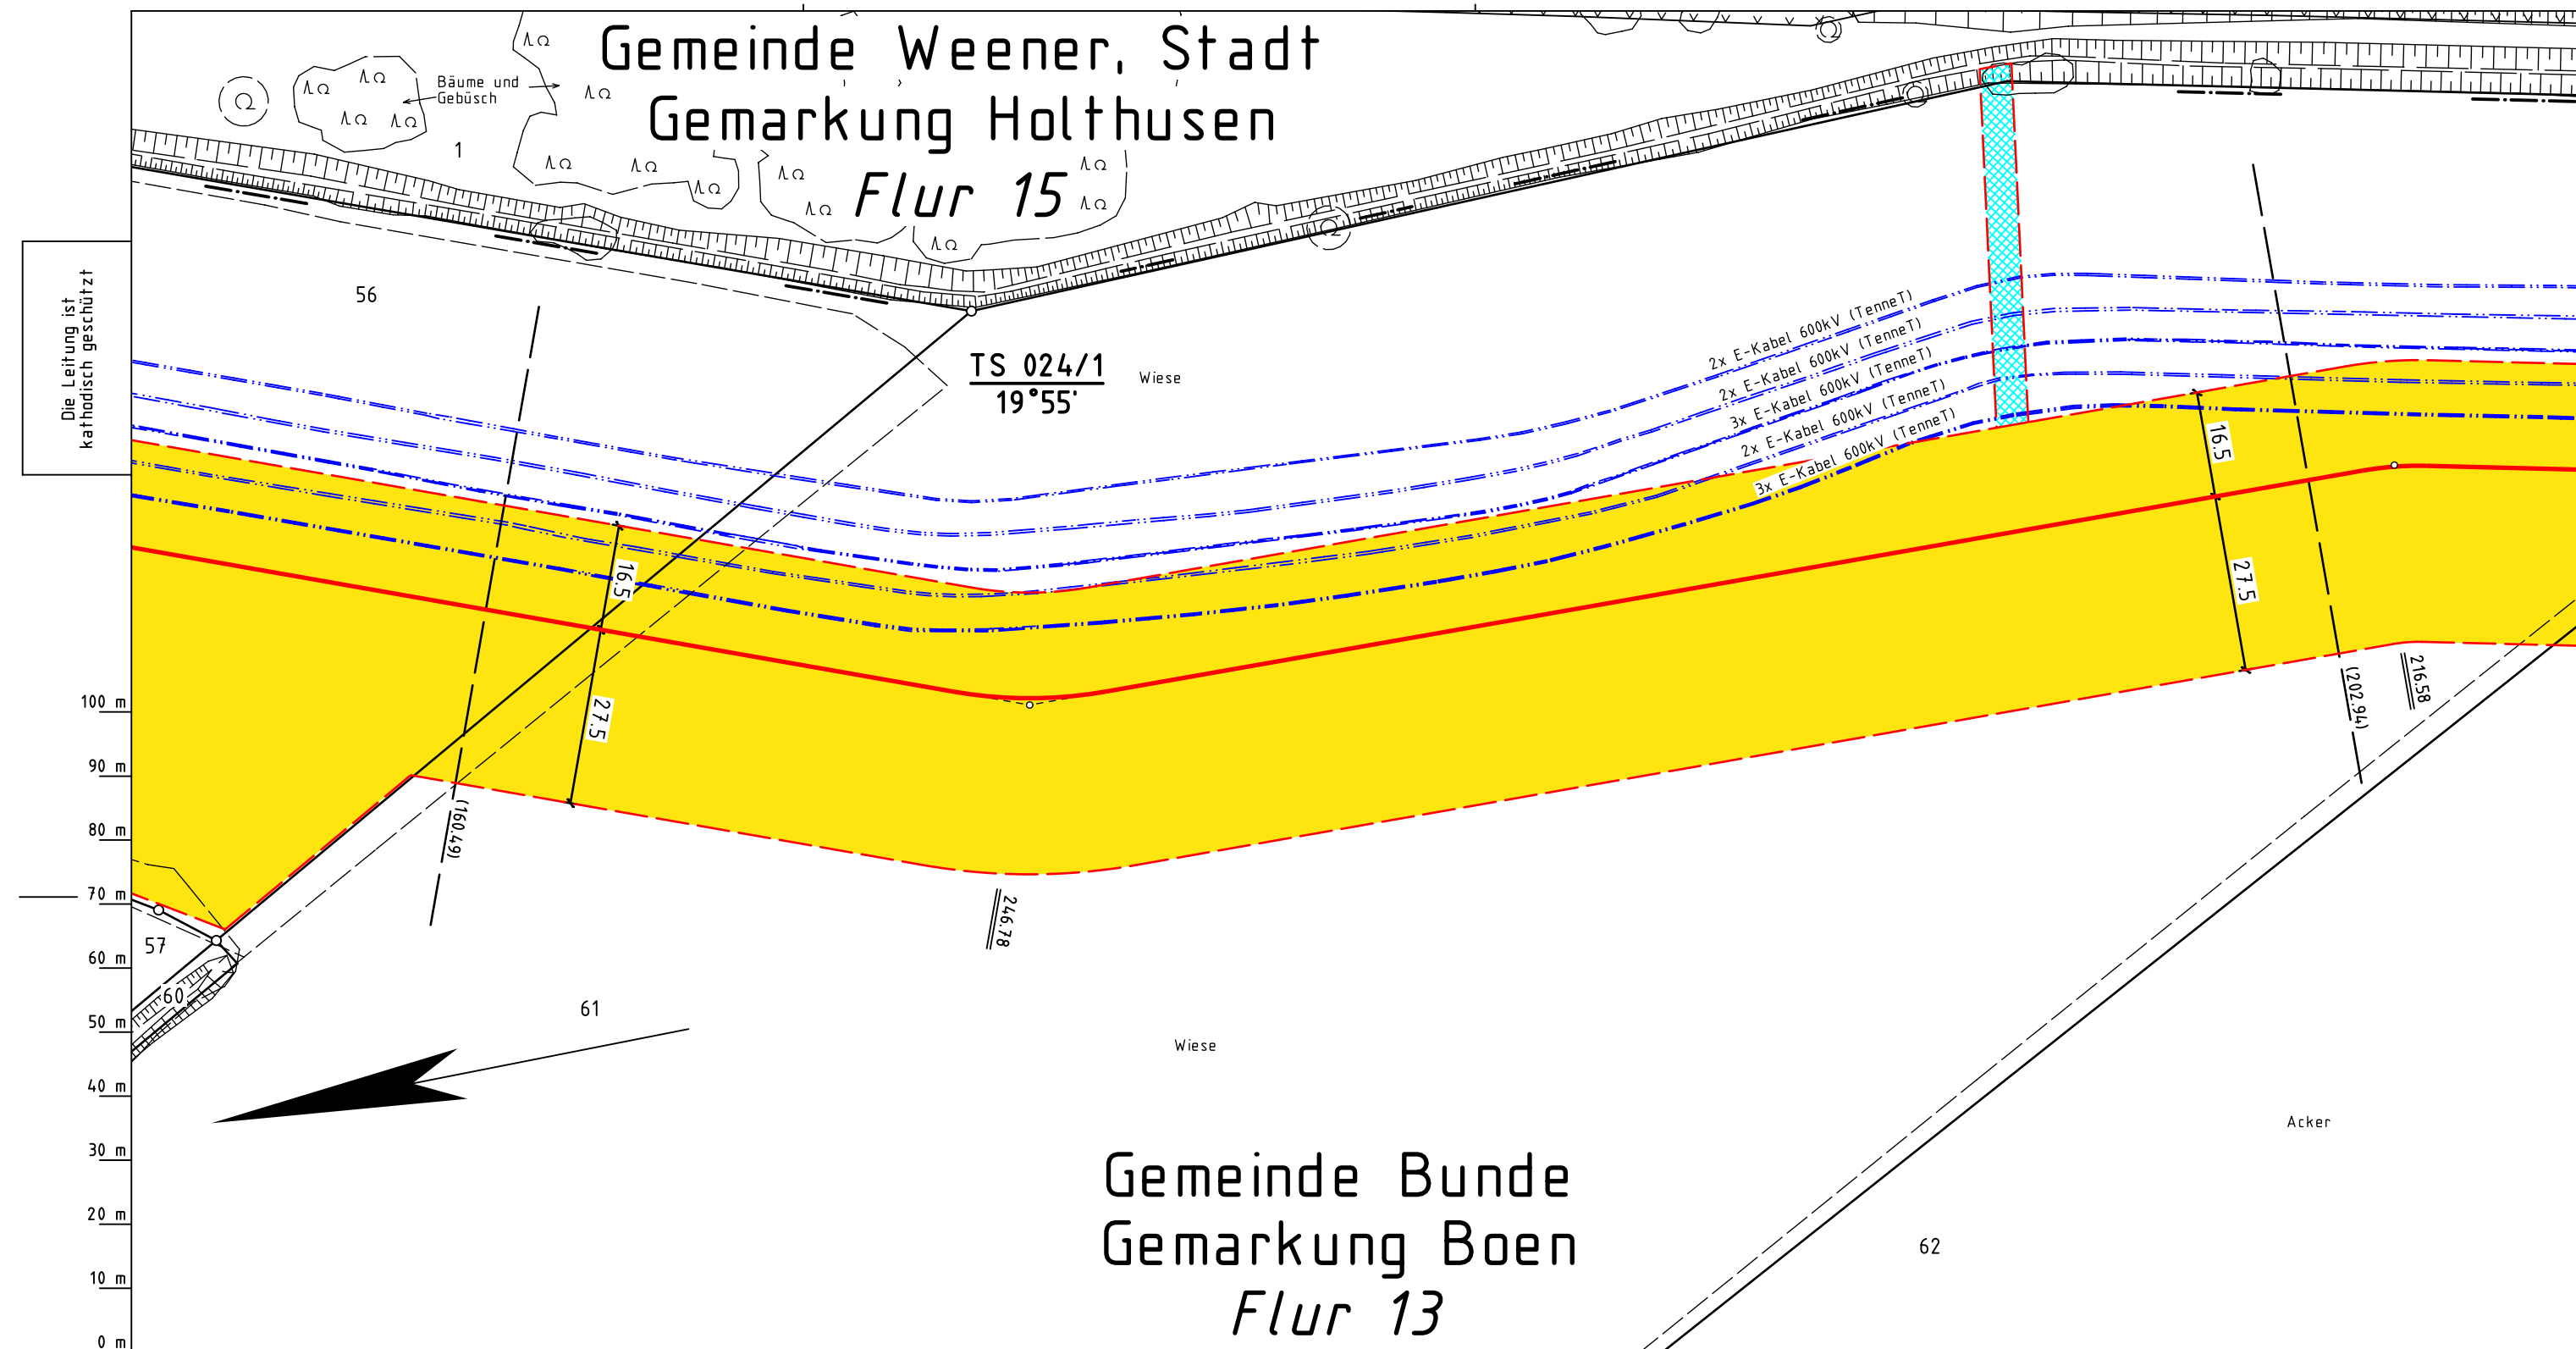 Gemeinde Weener, Stadt
Gemarkung Holthusen
Flur 15
Bäume und
Gebüsch
1
56
Die Leitung ist
kathodisch geschützt
TS 024/1
19°55'
Wiese
2x E-Kabel 600kV (TenneT)
2x E-Kabel 600kV (TenneT)
3x E-Kabel 600kV (TenneT)
2x E-Kabel 600kV (TenneT)
3x E-Kabel 600kV (TenneT)
16.5
27.5
16.5
27.5
(160.49)
(202.94)
216.58
246.78
100 m
90 m
80 m
70 m
60 m
50 m
40 m
30 m
20 m
10 m
0 m
57
60
61
Wiese
Acker
62
Gemeinde Bunde
Gemarkung Boen
Flur 13